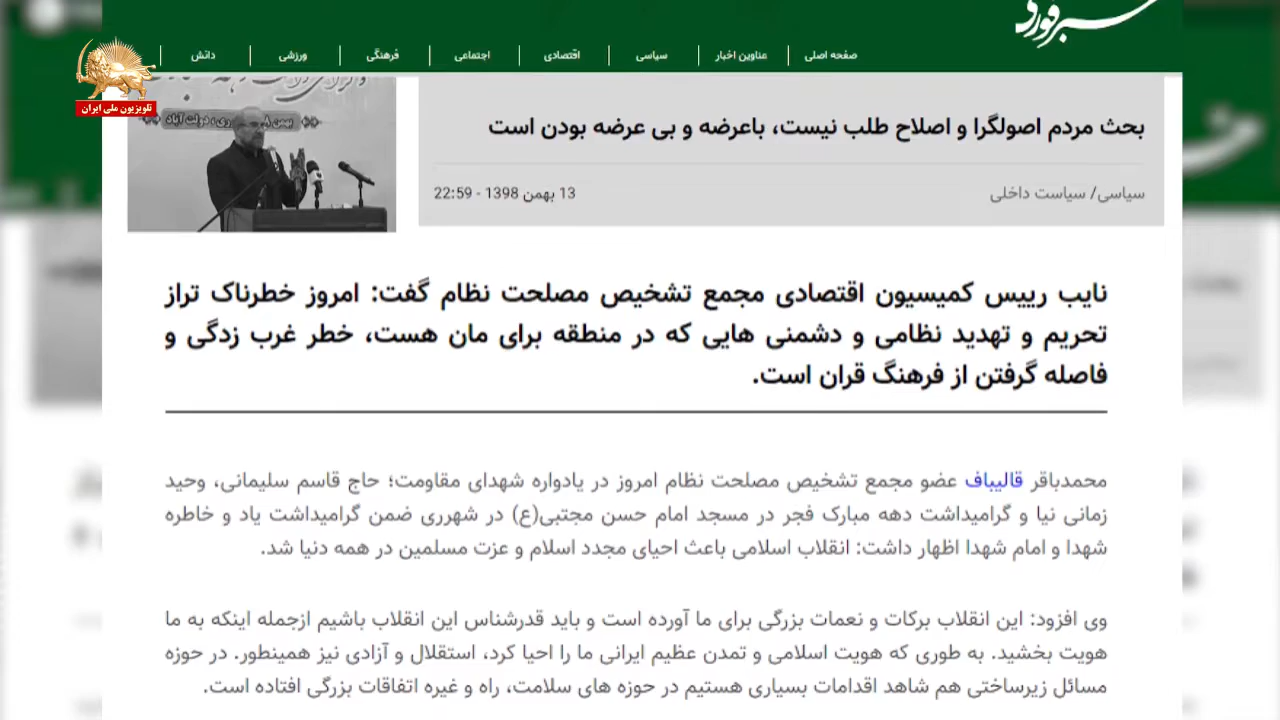 خبر فوری
صفحه اصلی
عناوین اخبار
سیاسی
اقتصادی
اجتماعی
فرهنگی
ورزشی
دانش
تلویزیون ملی ایران
بحث مردم اصولگرا و اصلاح طلب نیست، باعرضه و بی عرضه بودن است
سیاسی/ سیاست داخلی
13 بهمن 1398 - 22:59
نایب رییس کمیسیون اقتصادی مجمع تشخیص مصلحت نظام گفت: امروز خطرناک تراز
تحریم و تهدید نظامی و دشمنی هایی که در منطقه برای مان هست، خطر غرب زدگی و
فاصله گرفتن از فرهنگ قران است.
محمدباقر قالیباف عضو مجمع تشخیص مصلحت نظام امروز در یادواره شهدای مقاومت؛ حاج قاسم سلیمانی، وحید
زمانی نیا و گرامیداشت دهه مبارک فجر در مسجد امام حسن مجتبی(ع) در شهرری ضمن گرامیداشت یاد و خاطره
شهدا و امام شهدا اظهار داشت: انقلاب اسلامی باعث احیای مجدد اسلام و عزت مسلمین در همه دنیا شد.
وی افزود: این انقلاب برکات و نعمات بزرگی برای ما آورده است و باید قدرشناس این انقلاب باشیم ازجمله اینکه به ما
هویت بخشید. به طوری که هویت اسلامی و تمدن عظیم ایرانی ما را احیا کرد، استقلال و آزادی نیز همینطور. در حوزه
مسائل زیرساختی هم شاهد اقدامات بسیاری هستیم در حوزه های سلامت، راه و غیره اتفاقات بزرگی افتاده است.